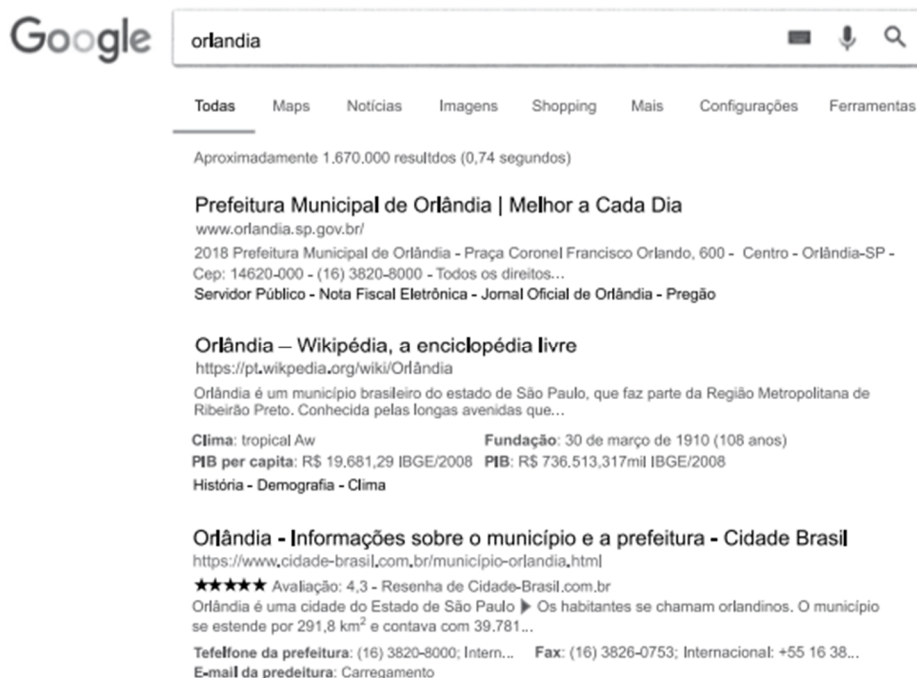 Google
orlandia
Todas Maps Notícias Imagens Shopping Mais Configurações Ferramentas
Aproximadamente 1.670.000 resultdos (0,74 segundos)
Prefeitura Municipal de Orlândia | Melhor a Cada Dia
www.orlandia.sp.gov.br/
2018 Prefeitura Municipal de Orlândia - Praça Coronel Francisco Orlando, 600 - Centro - Orlândia-SP -
Cep: 14620-000 - (16) 3820-8000 - Todos os direitos...
Servidor Público - Nota Fiscal Eletrônica - Jornal Oficial de Orlândia - Pregão
Orlândia – Wikipédia, a enciclopédia livre
https://pt.wikpedia.org/wiki/Orlândia
Orlândia é um município brasileiro do estado de São Paulo, que faz parte da Região Metropolitana de
Ribeirão Preto. Conhecida pelas longas avenidas que...
Clima: tropical Aw Fundação: 30 de março de 1910 (108 anos)
PIB per capita: R$ 19.681,29 IBGE/2008 PIB: R$ 736.513,317mil IBGE/2008
História - Demografia - Clima
Orlândia - Informações sobre o município e a prefeitura - Cidade Brasil
https://www.cidade-brasil.com.br/município-orlandia.html
★★★★★ Avaliação: 4,3 - Resenha de Cidade-Brasil.com.br
Orlândia é uma cidade do Estado de São Paulo ▶ Os habitantes se chamam orlandinos. O município
se estende por 291,8 km² e contava com 39.781...
Tefelfone da prefeitura: (16) 3820-8000; Intern... Fax: (16) 3826-0753; Internacional: +55 16 38...
E-mail da predeitura: Carregamento